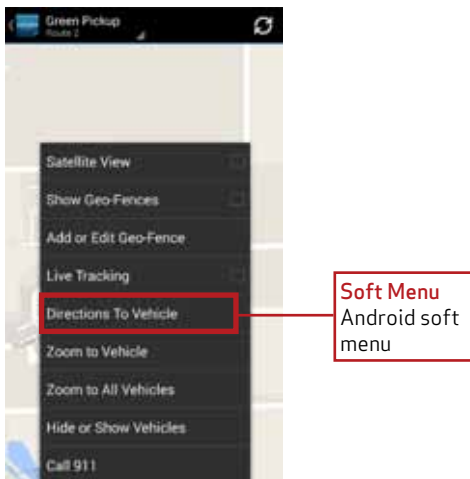 Green Pickup
Route 2
Satellite View
Show Geo-Fences
Add or Edit Geo-Fence
Live Tracking
Directions To Vehicle
Zoom to Vehicle
Zoom to All Vehicles
Hide or Show Vehicles
Call 911
Soft Menu
Android soft
menu